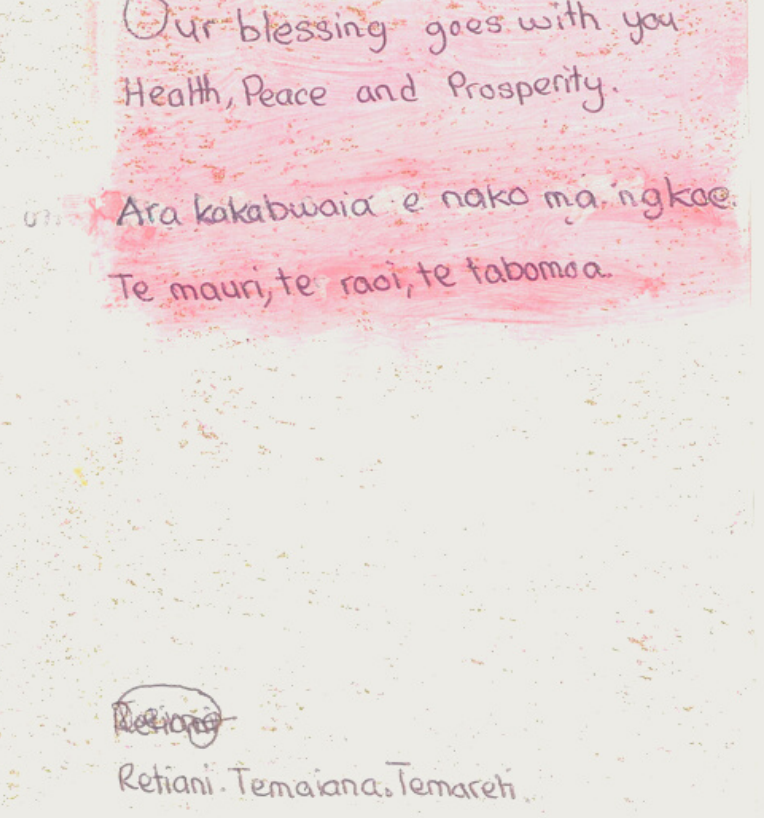 Our blessing goes with you
Health, Peace and Prosperity.
Ara kakabwaia e nako ma ngkoe.
Te mauri, te raoi, te tabomoa.
Retiani. Temaiana. Temareti.